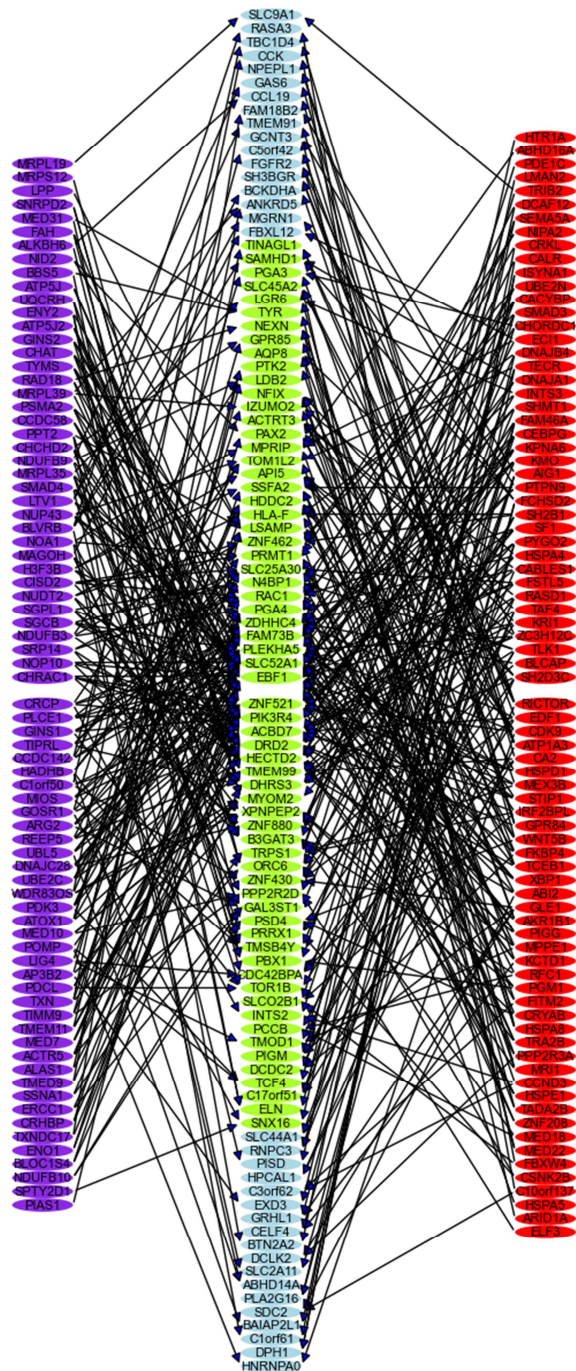 MRPL19
MRPS12
LPP
SNRPD2
MED31
FAH
ALKBH6
NID2
BBS5
ATP5J
UQCRH
ENY2
ATP5J2
GINS2
CHAT
TYMS
RAD18
MRPL39
PSMA2
CCDC58
PPT2
CHCHD2
NDUFB9
MRPL35
SMAD4
LTV1
NUP43
BLVRB
NOA1
MAGOH
H3F3B
CISD2
NUDT2
SGPL1
SGCB
NDUFB3
SRP14
NOP10
CHRAC1
CRCP
PLCE1
GINS1
TIPRL
CCDC142
HADHB
C1orf50
MIOS
GOSR1
ARG2
REEP5
UBL5
DNAJC28
UBE2C
WDR83OS
PDK3
ATOX1
MED10
POMP
LIG4
AP3B2
PDCL
TXN
TIMM9
TMEM11
MED7
ACTR5
ALAS1
TMED9
SSNA1
ERCC1
CRHBP
TXNDC17
ENO1
BLOC1S4
NDUFB10
SPTY2D1
PIAS1
SLC9A1
RASA3
TBC1D4
CCK
NPEPL1
GAS6
CCL19
FAM18B2
TMEM91
GCNT3
C5orf42
FGFR2
SH3BGR
BCKDHA
ANKRD5
MGRN1
FBXL12
TINAGL1
SAMHD1
PGA3
SLC45A2
LGR6
TYR
NEXN
GPR85
AQP8
PTK2
LDB2
NFIX
IZUMO2
ACTRT3
PAX2
MPRIP
TOM1L2
API5
SSFA2
HDDC2
HLA-F
LSAMP
ZNF462
PRMT1
SLC25A30
N4BP1
RAC1
PGA4
ZDHHC4
FAM73B
PLEKHA5
SLC52A1
EBF1
ZNF521
PIK3R4
ACBD7
DRD2
HECTD2
TMEM99
DHRS3
MYOM2
XPNPEP2
ZNF880
B3GAT3
TRPS1
ORC6
ZNF430
PPP2R2D
GAL3ST1
PSD4
PRRX1
TMSB4Y
PBX1
CDC42BPA
TOR1B
SLCO2B1
INTS2
PCCB
TMOD1
PIGM
DCDC2
TCF4
C17orf51
ELN
SNX16
SLC44A1
RNPC3
PISD
HPCAL1
C3orf62
EXD3
GRHL1
CELF4
BTN2A2
DCLK2
SLC2A11
ABHD14A
PLA2G16
SDC2
BAIAP2L1
C1orf61
DPH1
HNRNPA0
HTR1A
ABHD16A
PDE1C
LMAN2
TRIB2
DCAF12
SEMA5A
NIPA2
CRKL
CALR
ISYNA1
UBE2N
CACYBP
SMAD3
CHORDC1
ECI1
DNAJB4
TECR
DNAJA1
INTS3
SHMT1
FAM46A
CEBPG
KPNA6
KMO
AIG1
PTPN9
FCHSD2
SH2B1
SF1
PYGO2
HSPA4
CABLES1
FSTL5
RASD1
TAF4
KRI1
ZC3H12C
TLK1
BLCAP
SH2D3C
RICTOR
EDF1
CDK9
ATP1A3
CA2
HSPD1
MEX3B
STIP1
IRF2BPL
GPR84
WNT5B
FKBP4
TCEB1
XBP1
ABI2
GLE1
AKR1B1
PIGG
MPPE1
KCTD1
RFC1
PGM1
FITM2
CRYAB
HSPA8
TRA2B
PPP2R3A
MRI1
CCND3
HSPE1
TADA2B
ZNF208
MED18
MED22
FBXW4
CSNK2B
C10orf137
HSPA5
ARID1A
ELF3